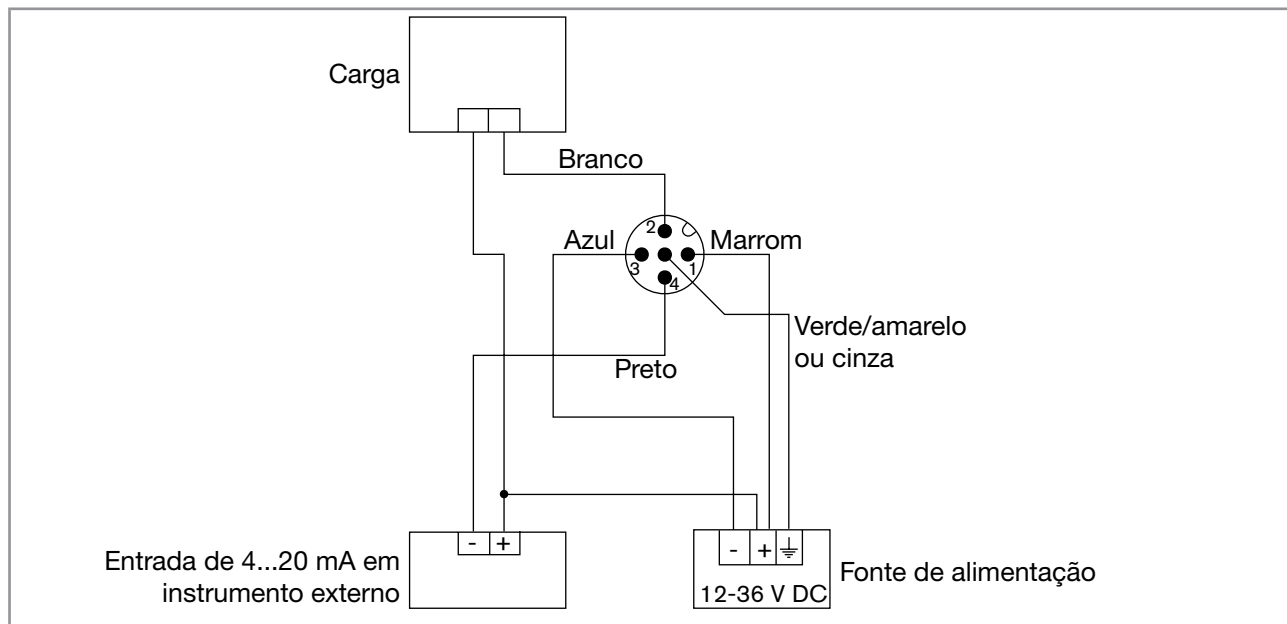 Carga
Branco
2
Azul
Marrom
3
1
4
Verde/amarelo
ou cinza
Preto
- +
- +
Entrada de 4...20 mA em
instrumento externo
12-36 V DC
Fonte de alimentação